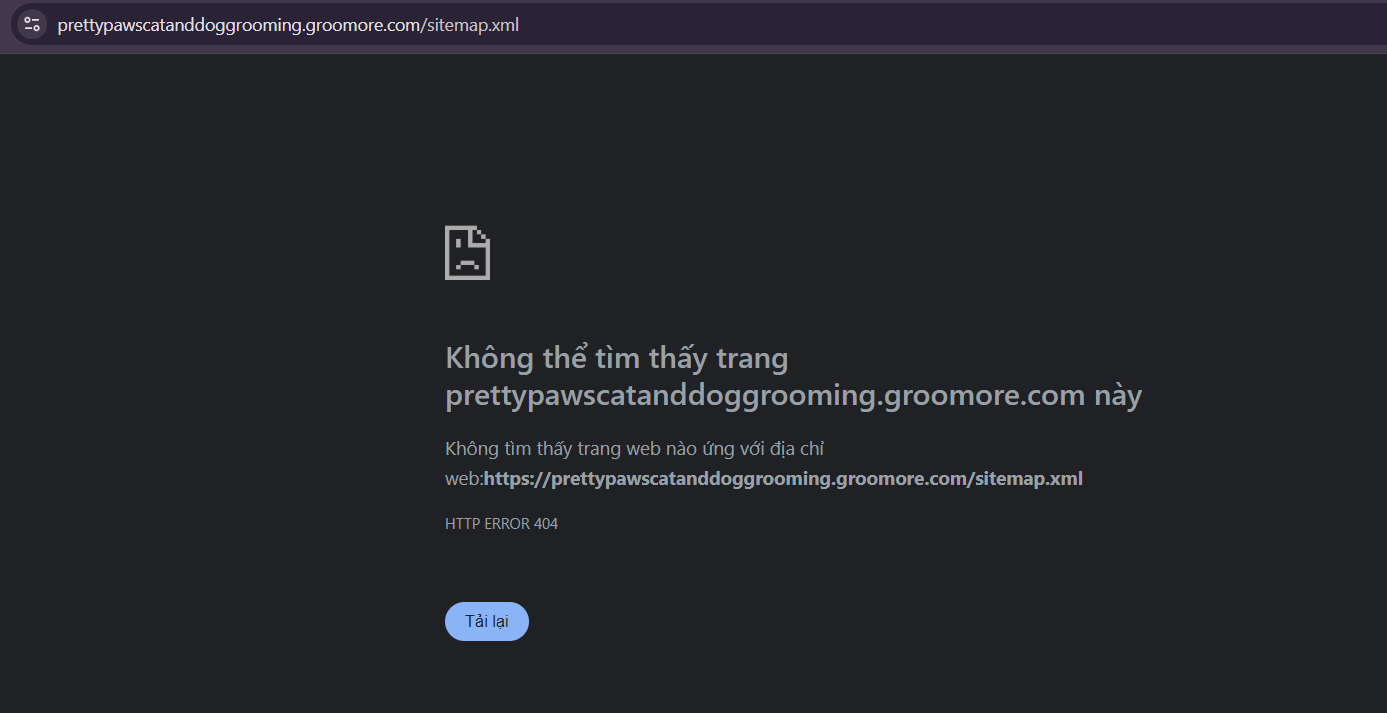 prettypawscatanddoggrooming.groomore.com/sitemap.xml
Không thể tìm thấy trang
prettypawscatanddoggrooming.groomore.com này
Không tìm thấy trang web nào ứng với địa chỉ
web:https://prettypawscatanddoggrooming.groomore.com/sitemap.xml
HTTP ERROR 404
Tải lại